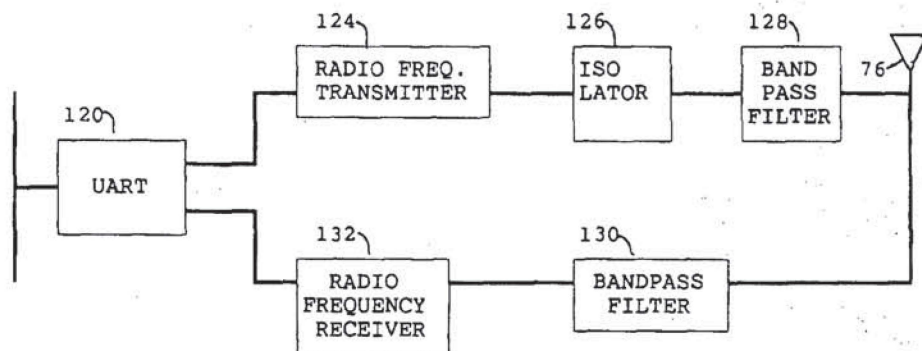 124
126
128
76
RADIO FREQ.
TRANSMITTER
ISO
LATOR
BAND
PASS
FILTER
120
UART
132
130
RADIO
FREQUENCY
RECEIVER
BANDPASS
FILTER